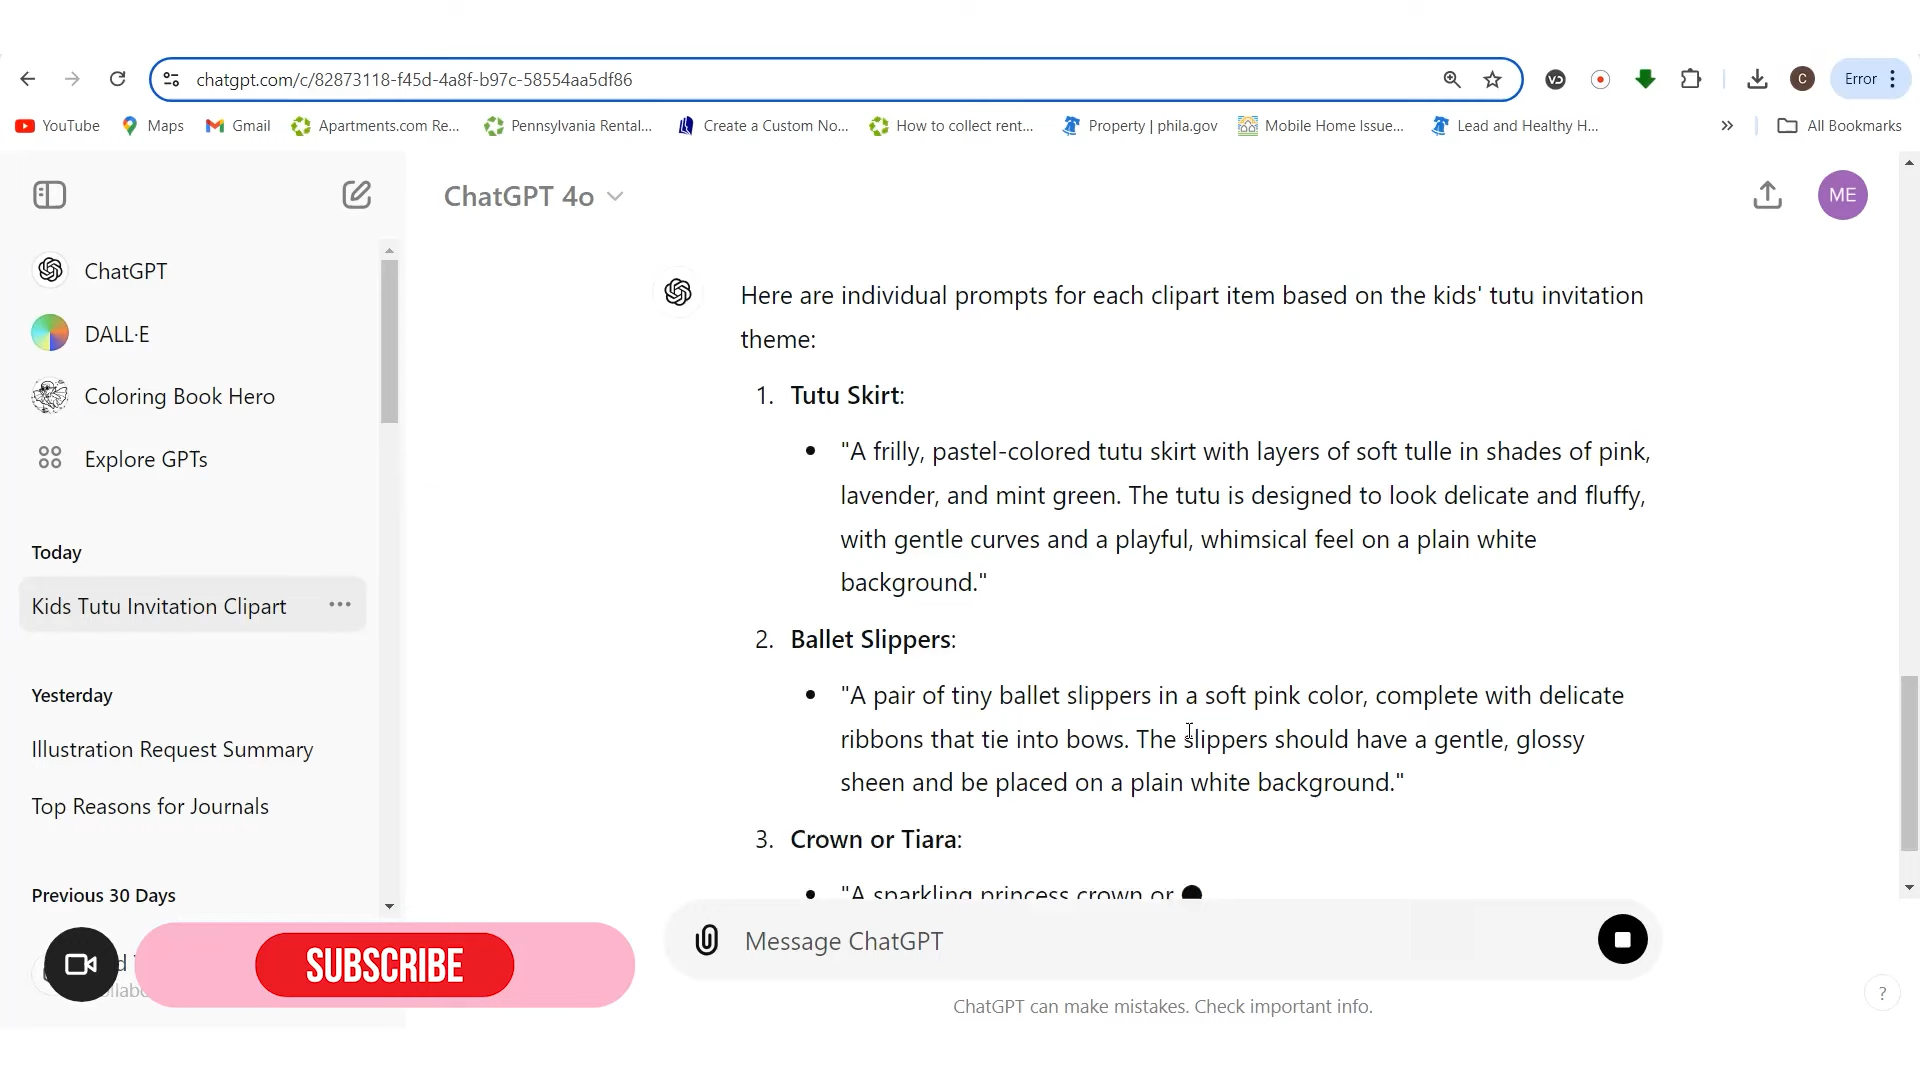 chatgpt.com/c/82873118-f45d-4a8f-b97c-58554aa5df86
C
Error
YouTube
Maps
Gmail
Apartments.com Re...
Pennsylvania Rental...
Create a Custom No...
How to collect rent...
Property | phila.gov
Mobile Home Issue...
Lead and Healthy H...
All Bookmarks
ChatGPT 4o
ME
ChatGPT
DALL·E
Coloring Book Hero
Explore GPTs
Today
Kids Tutu Invitation Clipart
Yesterday
Illustration Request Summary
Top Reasons for Journals
Previous 30 Days
SUBSCRIBE
Here are individual prompts for each clipart item based on the kids' tutu invitation
theme:
1. Tutu Skirt:
"A frilly, pastel-colored tutu skirt with layers of soft tulle in shades of pink,
lavender, and mint green. The tutu is designed to look delicate and fluffy,
with gentle curves and a playful, whimsical feel on a plain white
background."
2. Ballet Slippers:
"A pair of tiny ballet slippers in a soft pink color, complete with delicate
ribbons that tie into bows. The slippers should have a gentle, glossy
sheen and be placed on a plain white background."
3. Crown or Tiara:
"A sparkling princess crown or
Message ChatGPT
ChatGPT can make mistakes. Check important info.
?